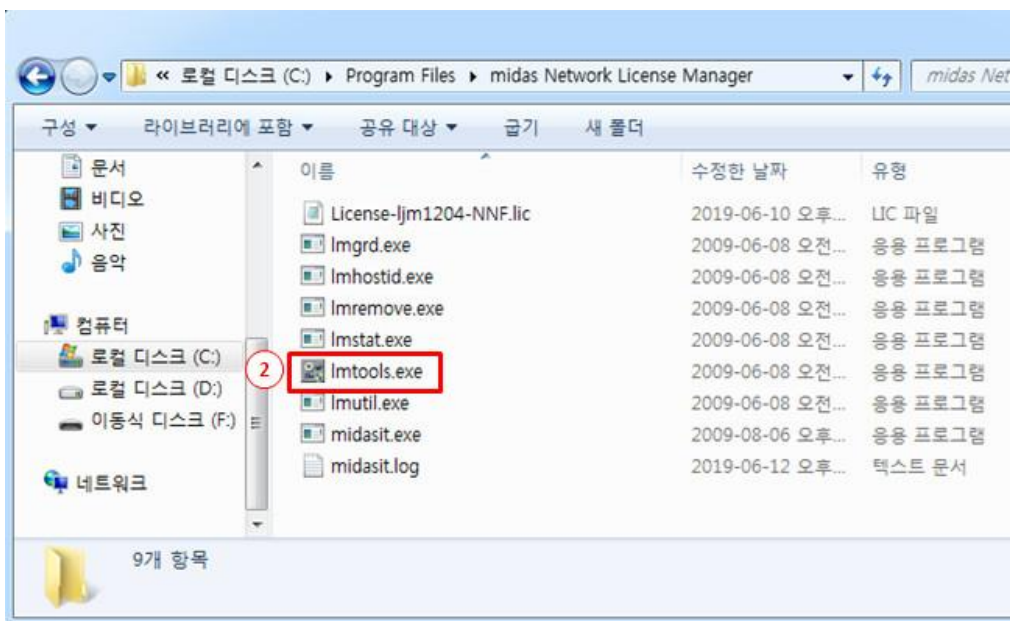 « 로컬 디스크 (C:) ▸ Program Files ▸ midas Network License Manager midas Net
구성 라이브러리에 포함 공유 대상 굽기 새 폴더
문서
비디오
사진
음악
컴퓨터
로컬 디스크 (C:)
로컬 디스크 (D:)
이동식 디스크 (F:)
네트워크
이름 수정한 날짜 유형
License-ljm1204-NNF.lic 2019-06-10 오후... LIC 파일
lmgrd.exe 2009-06-08 오전... 응용 프로그램
lmhostid.exe 2009-06-08 오전... 응용 프로그램
lmremove.exe 2009-06-08 오전... 응용 프로그램
lmstat.exe 2009-06-08 오전... 응용 프로그램
2 lmtools.exe 2009-06-08 오전... 응용 프로그램
lmutil.exe 2009-06-08 오전... 응용 프로그램
midasit.exe 2009-08-06 오후... 응용 프로그램
midasit.log 2019-06-12 오후... 텍스트 문서
9개 항목